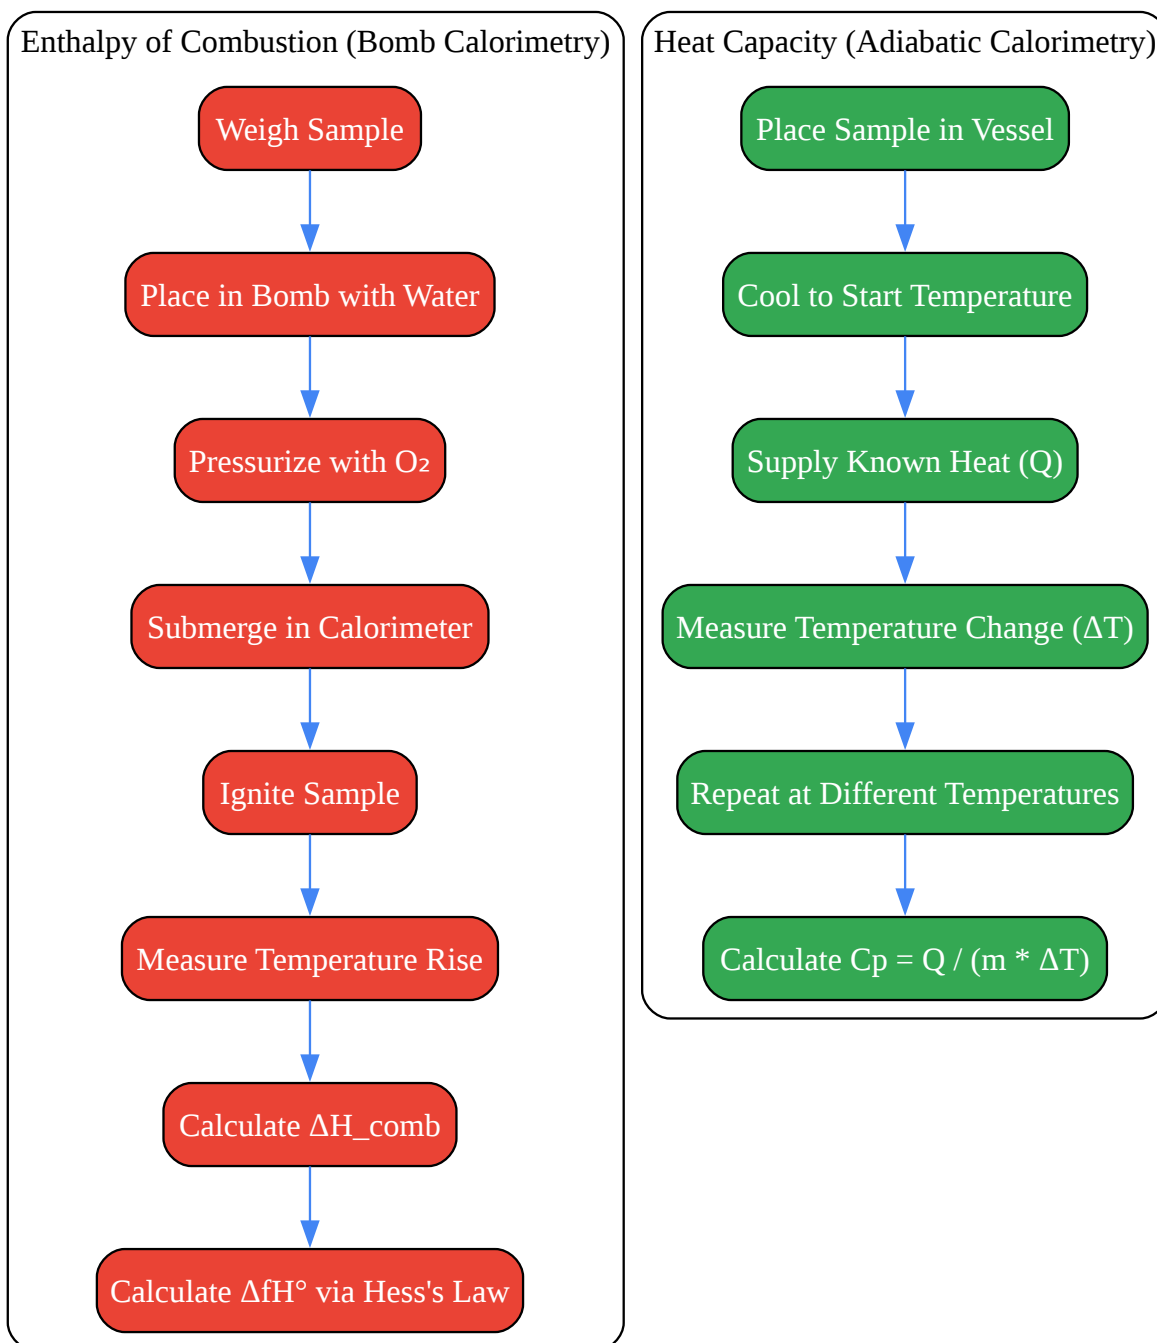 Enthalpy of Combustion (Bomb Calorimetry)
Weigh Sample
Place in Bomb with Water
Pressurize with O₂
Submerge in Calorimeter
Ignite Sample
Measure Temperature Rise
Calculate ΔH_comb
Calculate ΔfH° via Hess's Law
Heat Capacity (Adiabatic Calorimetry)
Place Sample in Vessel
Cool to Start Temperature
Supply Known Heat (Q)
Measure Temperature Change (ΔT)
Repeat at Different Temperatures
Calculate Cp = Q / (m * ΔT)